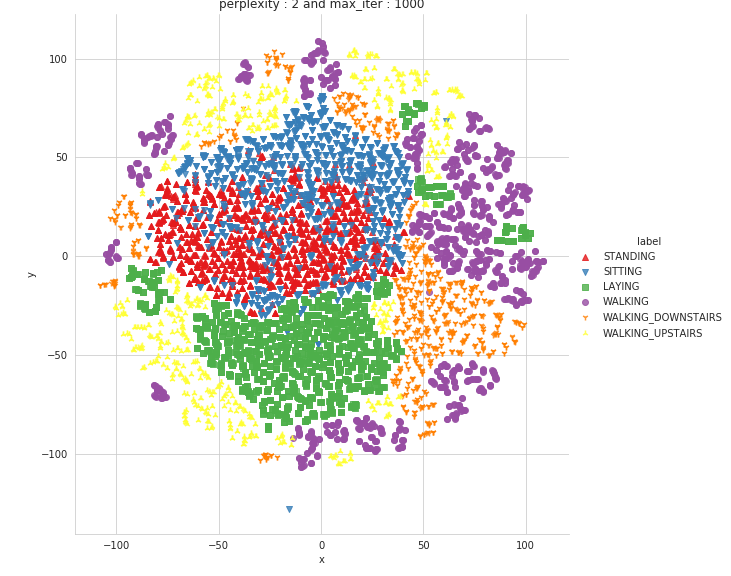 perplexity : 2 and max_iter : 1000
100
50
0
−50
−100
y
−100
−50
0
50
100
x
label
STANDING
SITTING
LAYING
WALKING
WALKING_DOWNSTAIRS
WALKING_UPSTAIRS